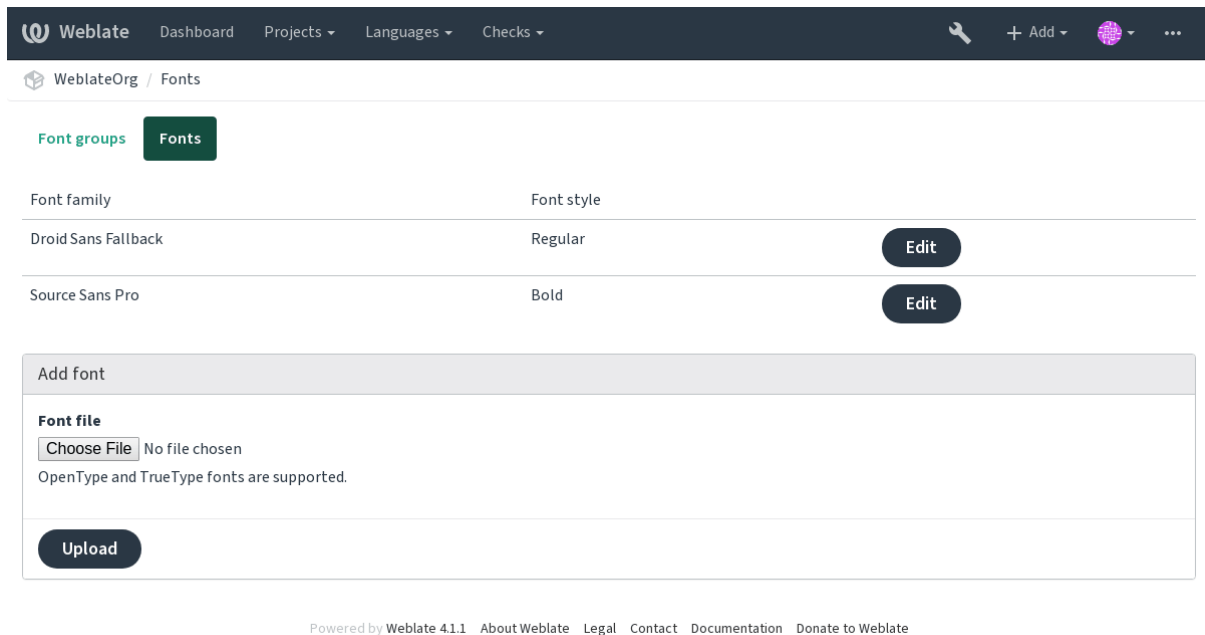 Weblate Dashboard Projects Languages Checks Add
WeblateOrg / Fonts
Font groups Fonts
Font family Font style
Droid Sans Fallback Regular Edit
Source Sans Pro Bold Edit
Add font
Font file
Choose File No file chosen
OpenType and TrueType fonts are supported.
Upload
Powered by Weblate 4.1.1 About Weblate Legal Contact Documentation Donate to Weblate